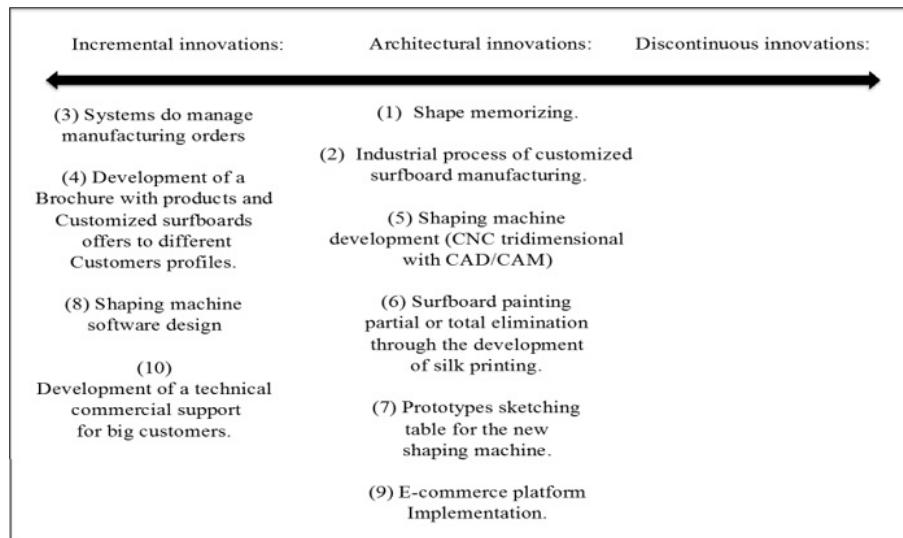 Incremental innovations:
Architectural innovations:
Discontinuous innovations:
(3) Systems do manage
manufacturing orders
(4) Development of a
Brochure with products and
Customized surfboards
offers to different
Customers profiles.
(8) Shaping machine
software design
(10)
Development of a technical
commercial support
for big customers.
(1) Shape memorizing.
(2) Industrial process of customized
surfboard manufacturing.
(5) Shaping machine
development (CNC tridimensional
with CAD/CAM)
(6) Surfboard painting
partial or total elimination
through the development
of silk printing.
(7) Prototypes sketching
table for the new
shaping machine.
(9) E-commerce platform
Implementation.